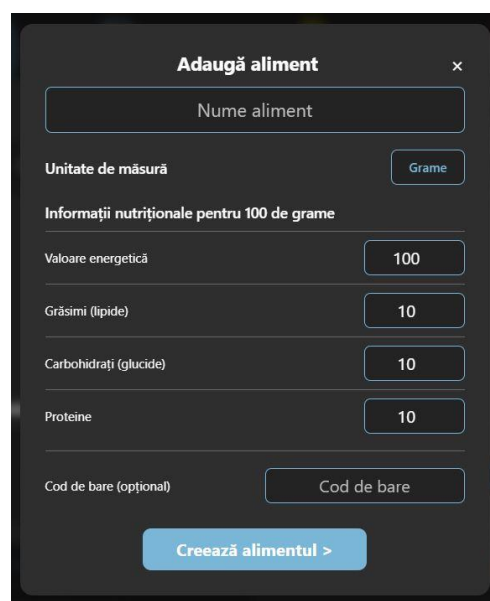 Adaugă aliment ×
Nume aliment
Unitate de măsură Grame
Informații nutriționale pentru 100 de grame
Valoare energetică 100
Grăsimi (lipide) 10
Carbohidrați (glucide) 10
Proteine 10
Cod de bare (opțional) Cod de bare
Creează alimentul >